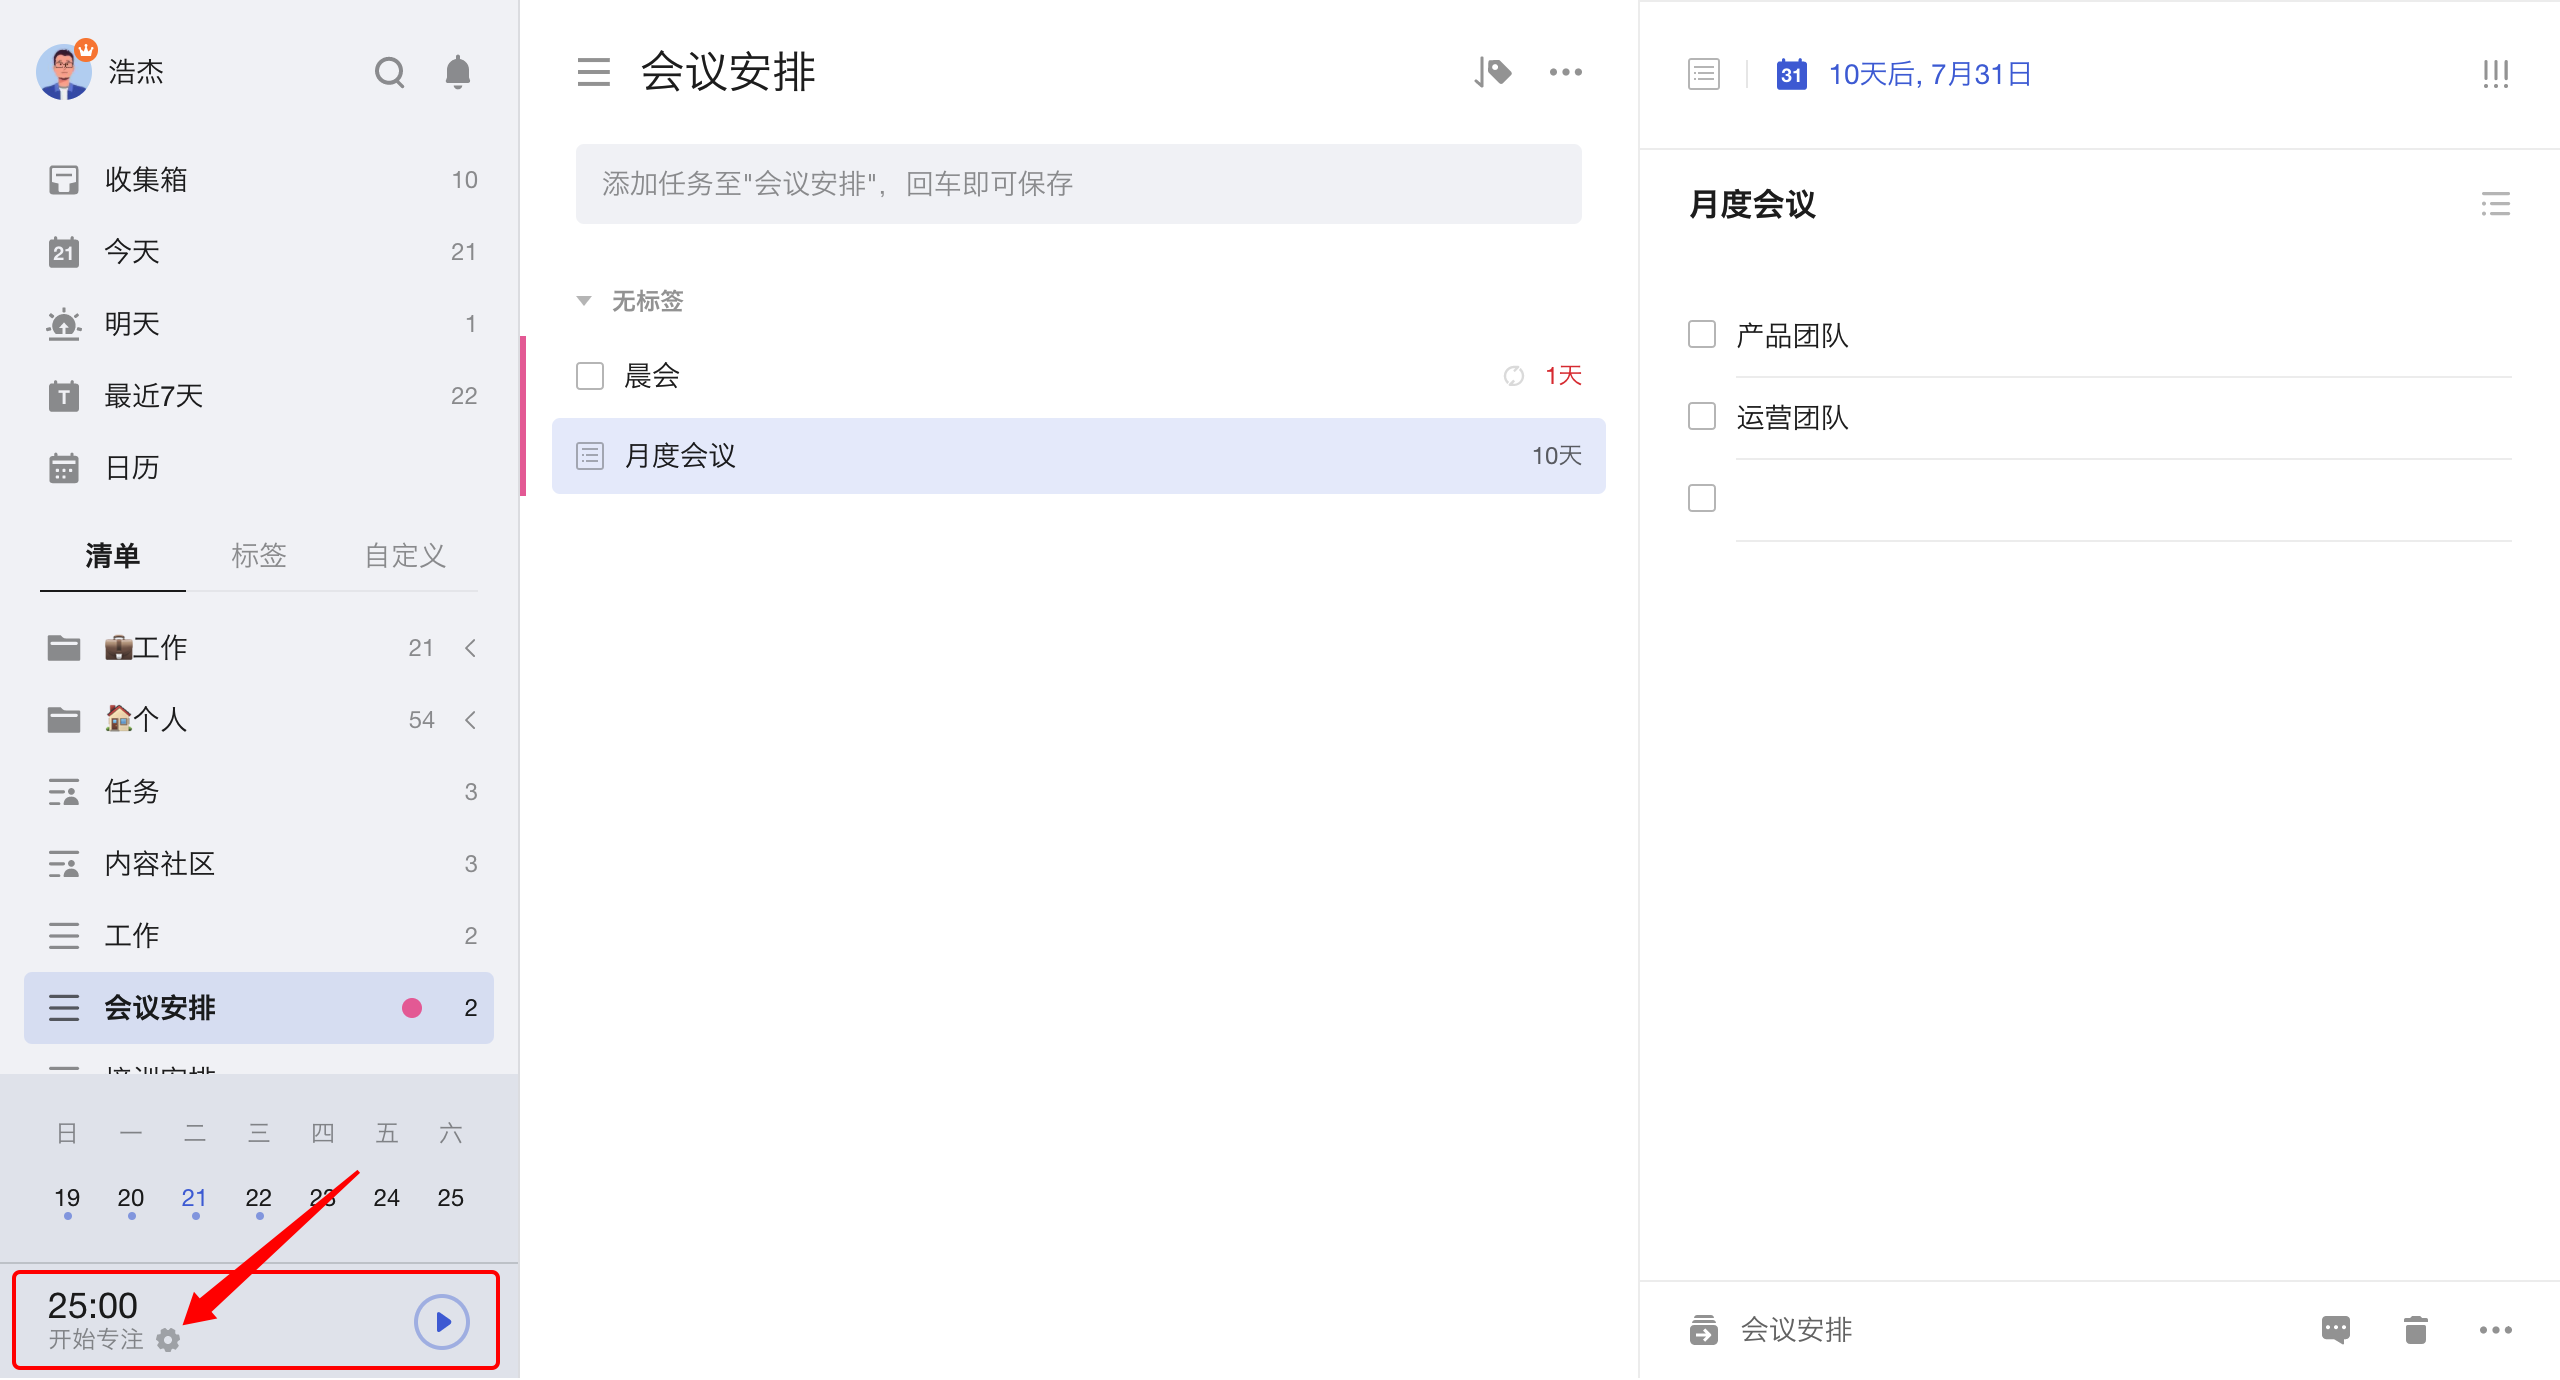 浩杰
收集箱 10
21 今天 21
明天 1
T 最近7天 22
日历
清单 标签 自定义
工作 21
个人 54
任务 3
内容社区 3
工作 2
会议安排 2
培训安排
日 一 二 三 四 五 六
19 20 21 22 23 24 25
25:00
开始专注
会议安排
添加任务至"会议安排"，回车即可保存
无标签
晨会 1天
月度会议 10天
31 10天后, 7月31日
月度会议
产品团队
运营团队
会议安排